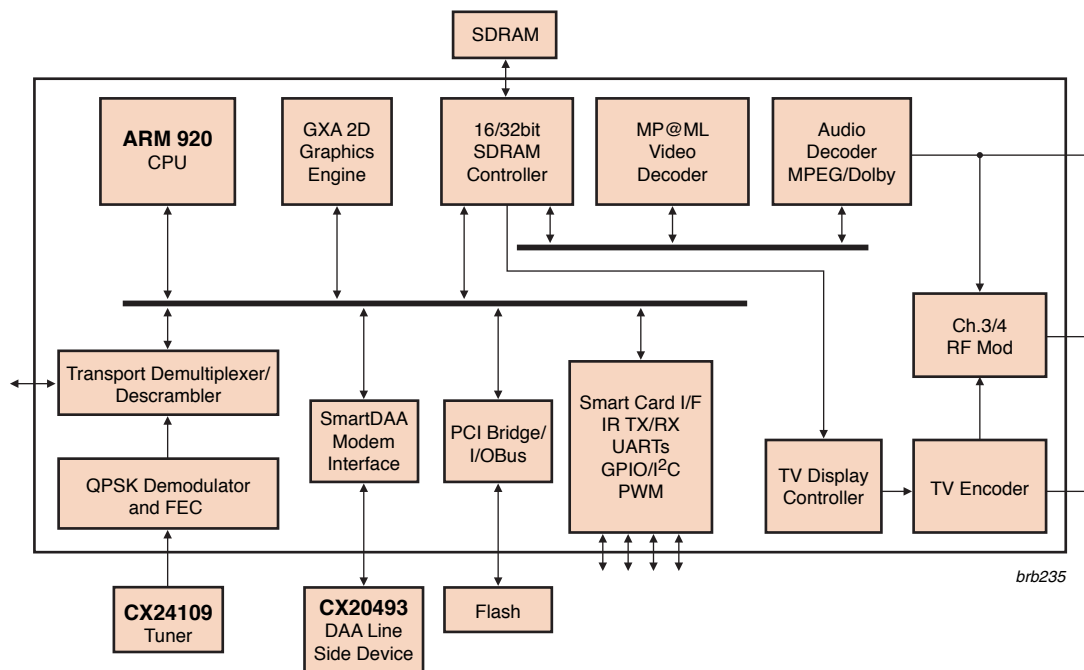 SDRAM
ARM 920
CPU
GXA 2D
Graphics
Engine
16/32bit
SDRAM
Controller
MP@ML
Video
Decoder
Audio
Decoder
MPEG/Dolby
Ch.3/4
RF Mod
Transport Demultiplexer/
Descrambler
SmartDAA
Modem
Interface
PCI Bridge/
I/OBus
Smart Card I/F
IR TX/RX
UARTs
GPIO/I²C
PWM
TV Display
Controller
TV Encoder
QPSK Demodulator
and FEC
CX24109
Tuner
CX20493
DAA Line
Side Device
Flash
brb235